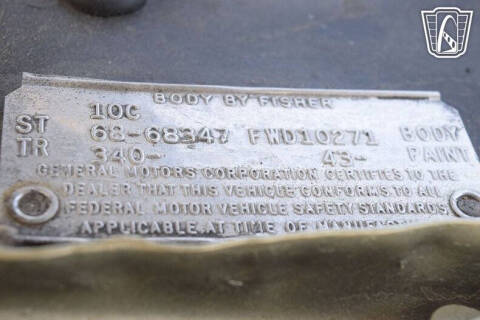 BODY BY FISHER
10C
ST 68-68347 FWD10271 BODY
TR 340- 43- PAINT
GENERAL MOTORS CORPORATION CERTIFIES TO THE
DEALER THAT THIS VEHICLE CONFORMS TO ALL
FEDERAL MOTOR VEHICLE SAFETY STANDARDS
APPLICABLE AT TIME OF